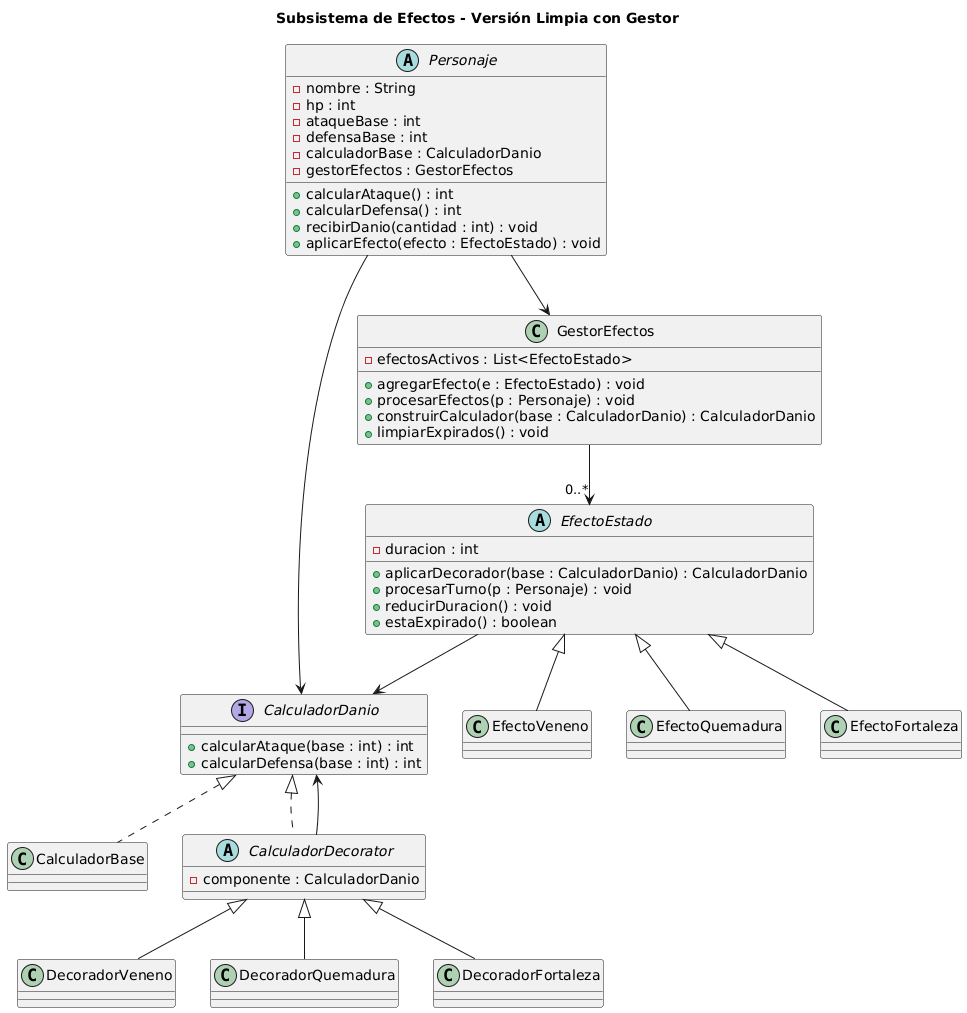 Subsistema de Efectos - Versión Limpia con Gestor
A Personaje
nombre : String
hp : int
ataqueBase : int
defensaBase : int
calculadorBase : CalculadorDanio
gestorEfectos : GestorEfectos
calcularAtaque() : int
calcularDefensa() : int
recibirDanio(cantidad : int) : void
aplicarEfecto(efecto : EfectoEstado) : void
C GestorEfectos
efectosActivos : List<EfectoEstado>
agregarEfecto(e : EfectoEstado) : void
procesarEfectos(p : Personaje) : void
construirCalculador(base : CalculadorDanio) : CalculadorDanio
limpiarExpirados() : void
0..*
A EfectoEstado
duracion : int
aplicarDecorador(base : CalculadorDanio) : CalculadorDanio
procesarTurno(p : Personaje) : void
reducirDuracion() : void
estaExpirado() : boolean
I CalculadorDanio
calcularAtaque(base : int) : int
calcularDefensa(base : int) : int
C EfectoVeneno
C EfectoQuemadura
C EfectoFortaleza
C CalculadorBase
A CalculadorDecorator
componente : CalculadorDanio
C DecoradorVeneno
C DecoradorQuemadura
C DecoradorFortaleza